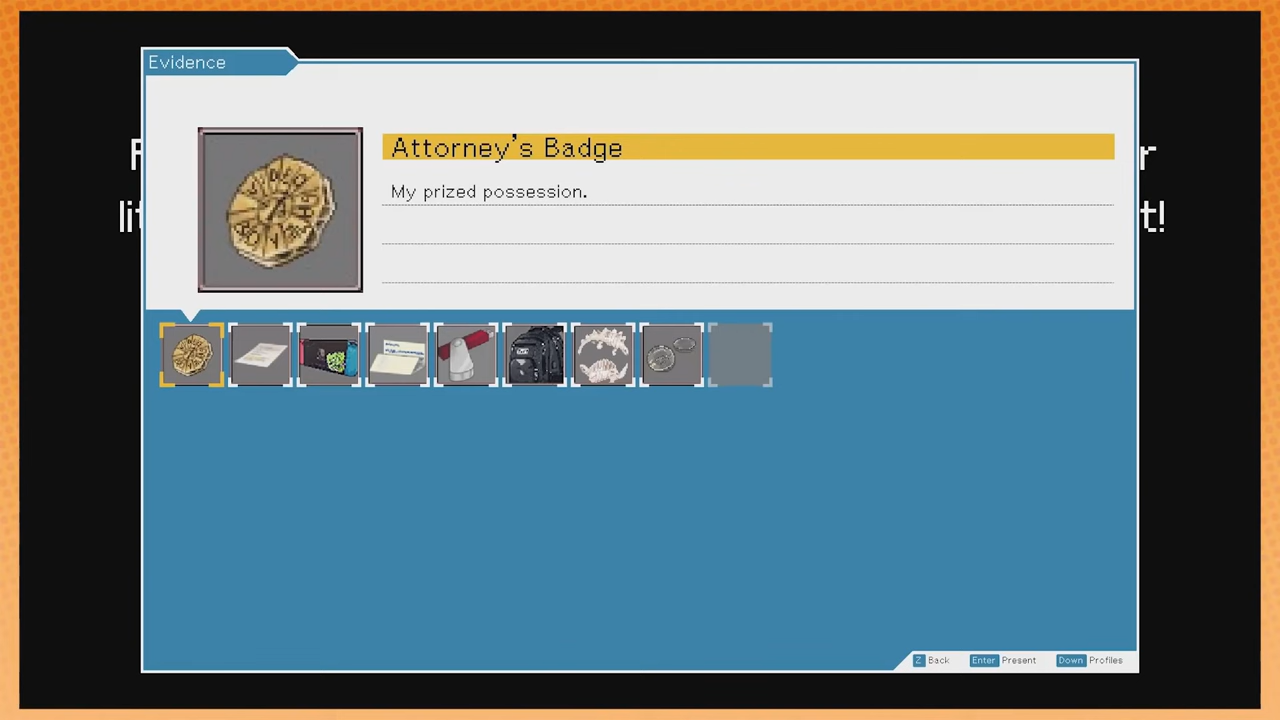 Evidence
Attorney's Badge
My prized possession.
t!
Z Back Enter Present Down Profiles